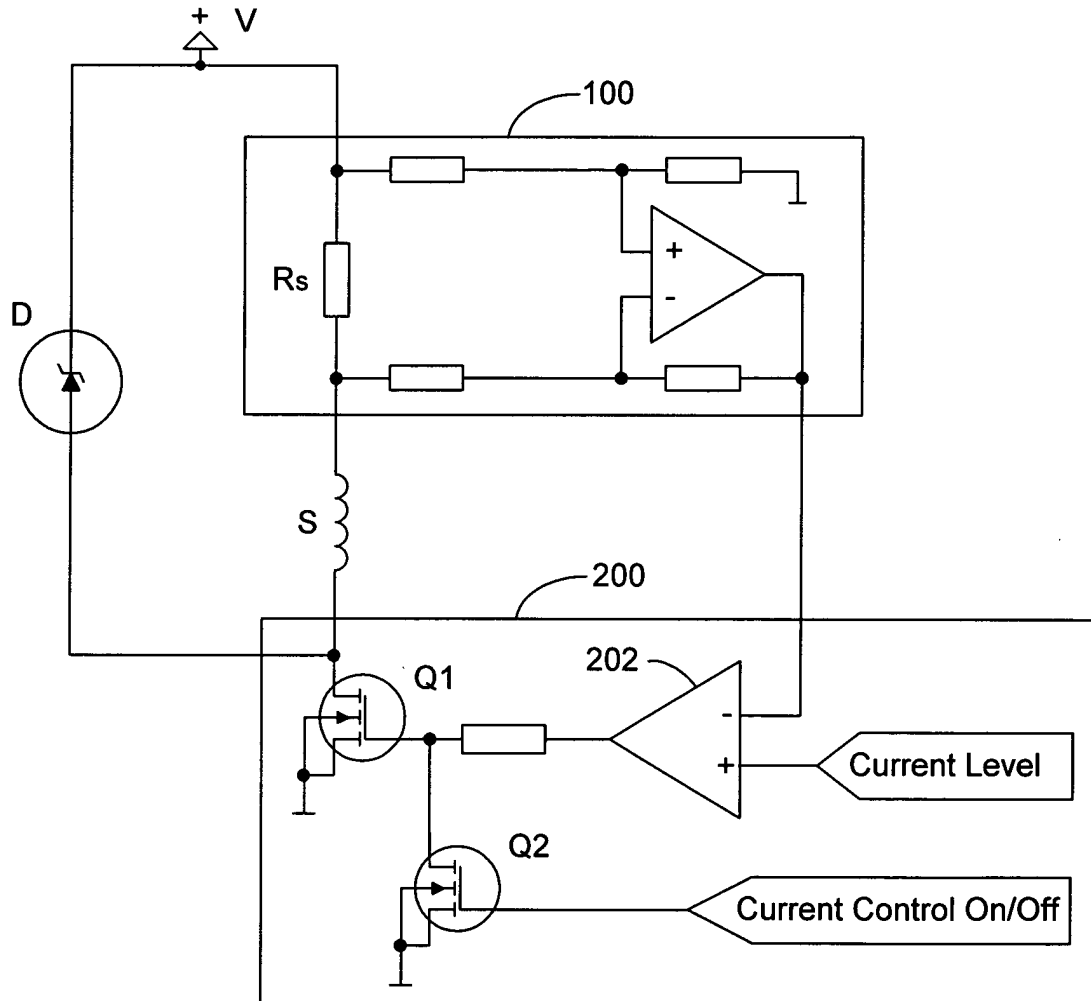 + V
100
Rs
+
-
D
S
200
Q1
202
-
+
Current Level
Q2
Current Control On/Off